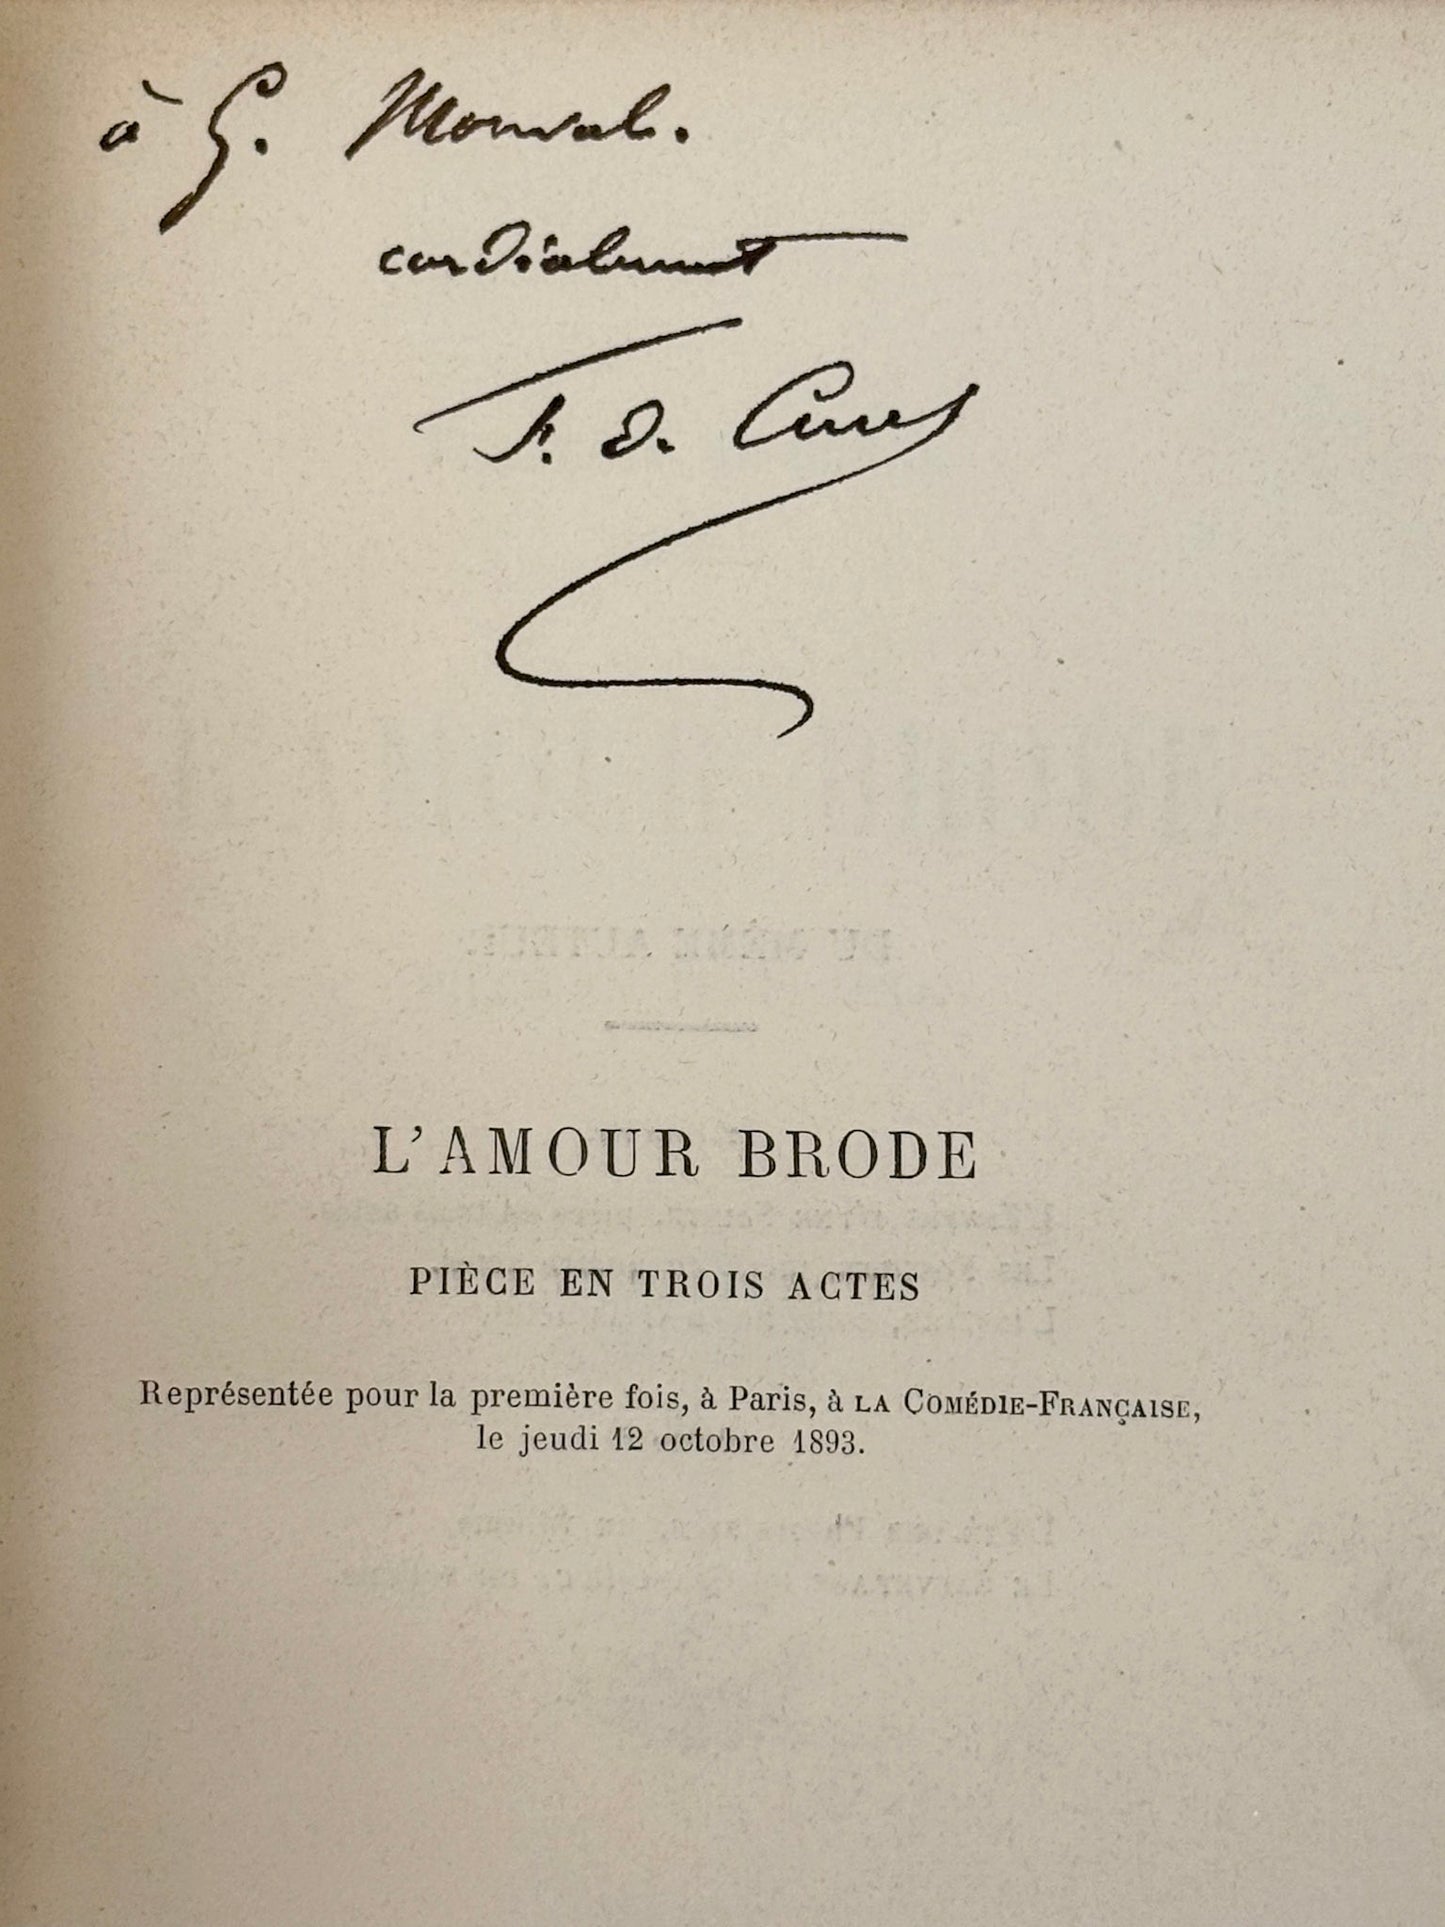 à G. Monval.
cordialement
F. d. Curel
L'AMOUR BRODE
PIÈCE EN TROIS ACTES
Représentée pour la première fois, à Paris, à LA COMÉDIE-FRANÇAISE,
le jeudi 12 octobre 1893.